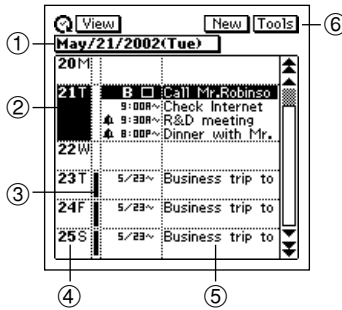 View New Tools ⑥
① May/21/2002(Tue)
20M
② 21T B □ Call Mr.Robinso
9:00A~ Check Internet
9:30A~ R&D meeting
8:00P~ Dinner with Mr.
22W
③ 23T 5/23~ Business trip to
24F 5/23~ Business trip to
25S 5/23~ Business trip to
④ ⑤